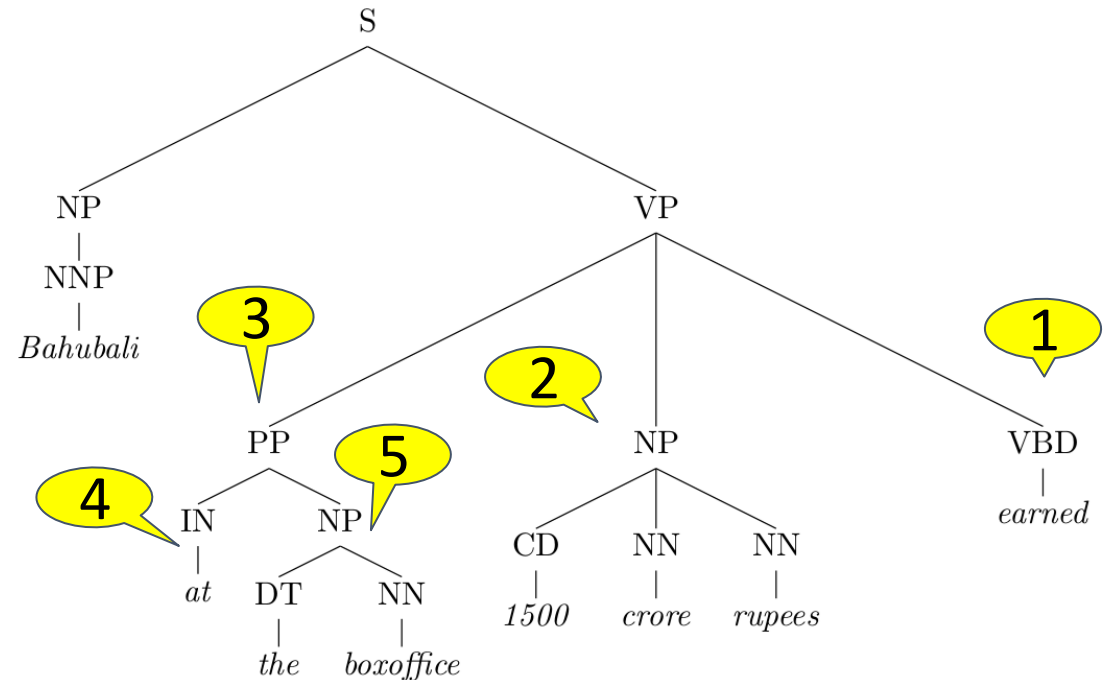 S
NP VP
NNP
Bahubali
3
1
2
PP NP VBD
5
4
IN NP
earned
CD NN NN
at DT NN
1500 crore rupees
the boxoffice